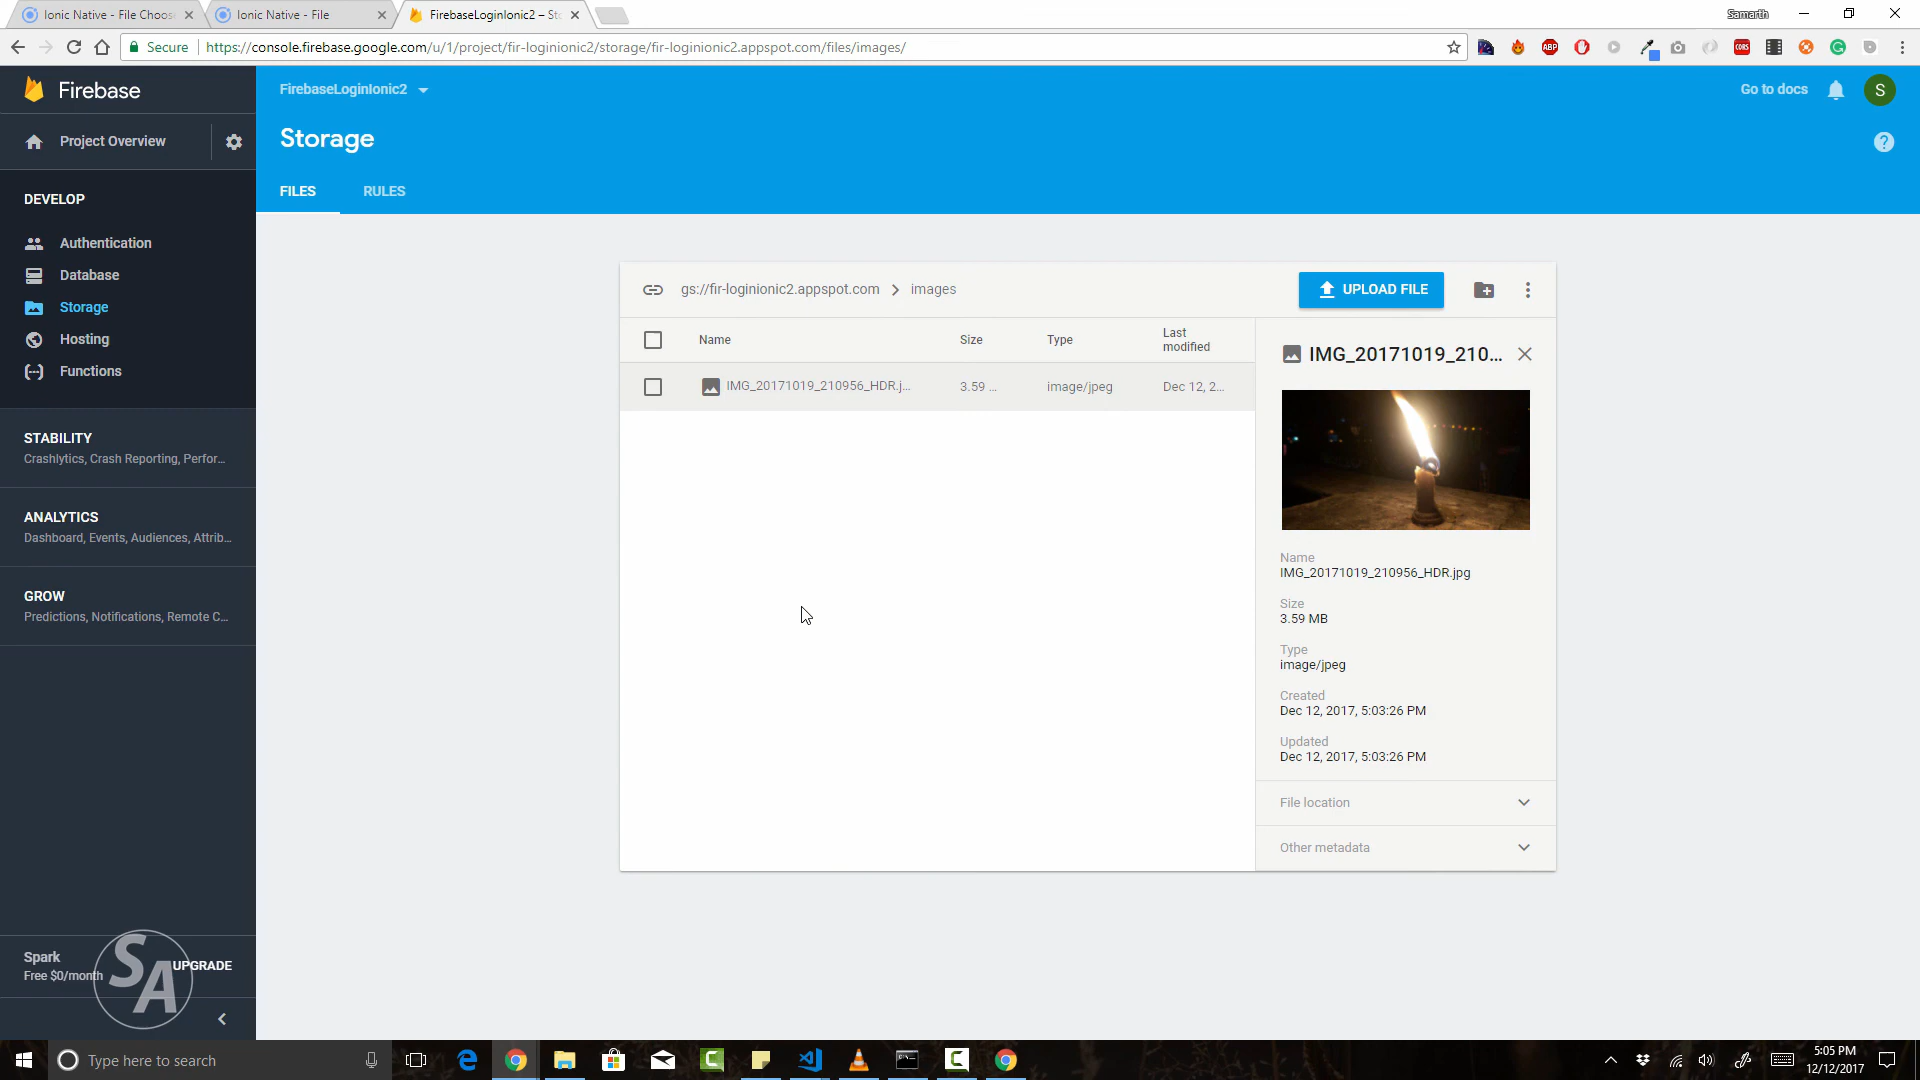 Ionic Native - File Choos
Ionic Native - File
FirebaseLoginIonic2 – Sto
Samarth
Secure
https://console.firebase.google.com/u/1/project/fir-loginionic2/storage/fir-loginionic2.appspot.com/files/images/
ABP
CORS
Firebase
FirebaseLoginIonic2
Go to docs
S
Project Overview
Storage
FILES
RULES
DEVELOP
Authentication
Database
Storage
Hosting
Functions
STABILITY
Crashlytics, Crash Reporting, Perfor...
ANALYTICS
Dashboard, Events, Audiences, Attrib...
GROW
Predictions, Notifications, Remote C...
gs://fir-loginionic2.appspot.com
images
UPLOAD FILE
Name
Size
Type
Last
modified
IMG_20171019_210956_HDR.j...
3.59 ...
image/jpeg
Dec 12, 2...
IMG_20171019_210...
Name
IMG_20171019_210956_HDR.jpg
Size
3.59 MB
Type
image/jpeg
Created
Dec 12, 2017, 5:03:26 PM
Updated
Dec 12, 2017, 5:03:26 PM
File location
Other metadata
Spark
Free $0/month
UPGRADE
SA
Type here to search
5:05 PM
12/12/2017